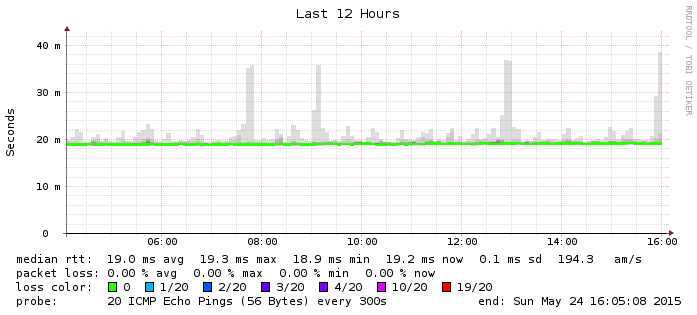 Last 12 Hours
RRDTOOL / TOBI OETIKER
Seconds
40 m
30 m
20 m
10 m
0
06:00 08:00 10:00 12:00 14:00 16:00
median rtt: 19.0 ms avg 19.3 ms max 18.9 ms min 19.2 ms now 0.1 ms sd 194.3 am/s
packet loss: 0.00 % avg 0.00 % max 0.00 % min 0.00 % now
loss color: 0 1/20 2/20 3/20 4/20 10/20 19/20
probe: 20 ICMP Echo Pings (56 Bytes) every 300s end: Sun May 24 16:05:08 2015